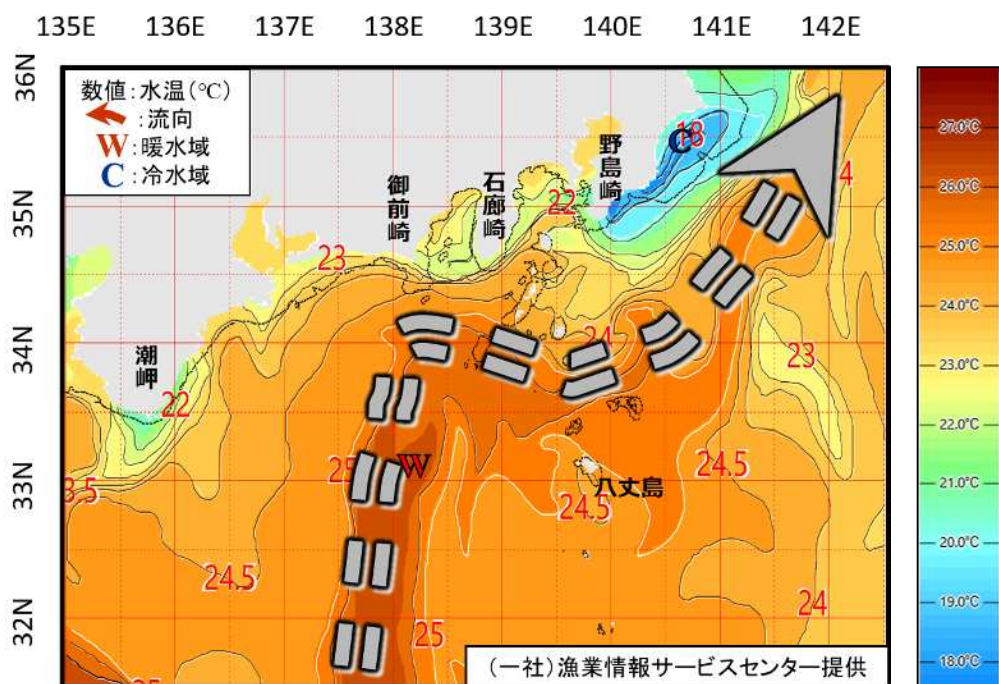 135E 136E 137E 138E 139E 140E 141E 142E
36N
35N
34N
33N
32N
数値:水温(℃)
:流向
W:暖水域
C:冷水域
御前崎
石廊崎
野島崎
潮岬
八丈島
C
18
4
22
23
24
23
22
25
W
24.5
3.5
24.5
24.5
24
25
25
(一社)漁業情報サービスセンター提供
27.0°C
26.0°C
25.0°C
24.0°C
23.0°C
22.0°C
21.0°C
20.0°C
19.0°C
18.0°C